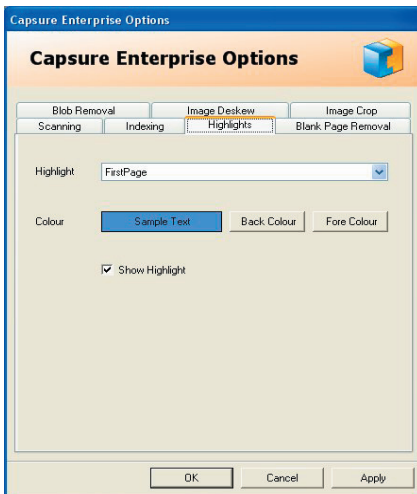 Capsure Enterprise Options
Capsure Enterprise Options
Blob Removal Image Deskew Image Crop
Scanning Indexing Highlights Blank Page Removal
Highlight FirstPage
Colour Sample Text Back Colour Fore Colour
Show Highlight
OK Cancel Apply